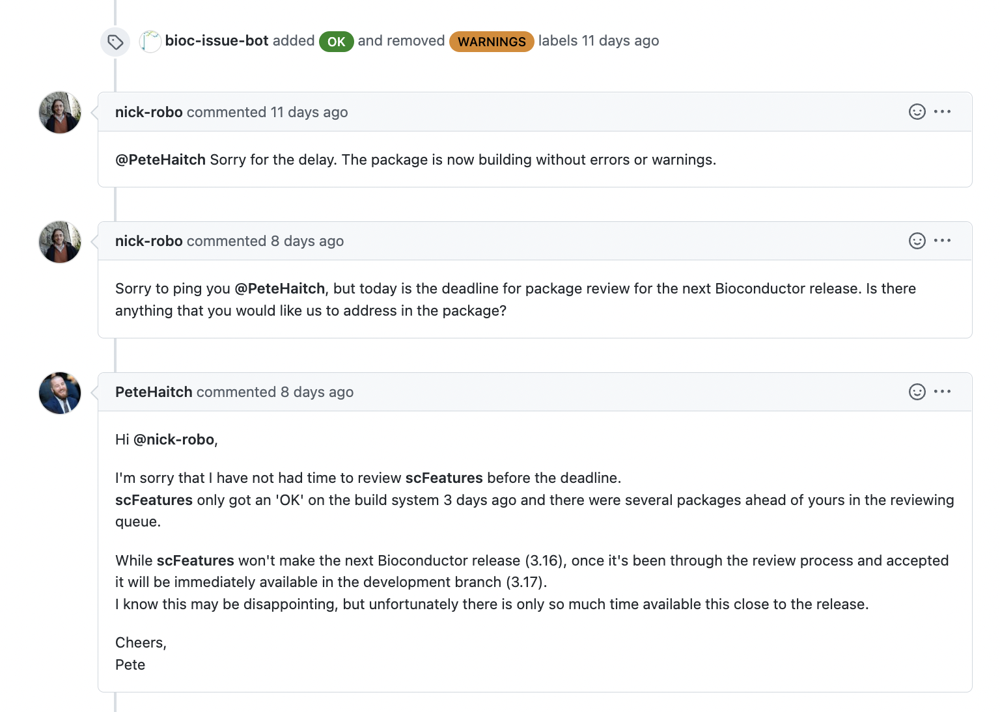 bioc-issue-bot added OK and removed WARNINGS labels 11 days ago
nick-robo commented 11 days ago
@PeteHaitch Sorry for the delay. The package is now building without errors or warnings.
nick-robo commented 8 days ago
Sorry to ping you @PeteHaitch, but today is the deadline for package review for the next Bioconductor release. Is there
anything that you would like us to address in the package?
PeteHaitch commented 8 days ago
Hi @nick-robo,
I'm sorry that I have not had time to review scFeatures before the deadline.
scFeatures only got an 'OK' on the build system 3 days ago and there were several packages ahead of yours in the reviewing
queue.
While scFeatures won't make the next Bioconductor release (3.16), once it's been through the review process and accepted
it will be immediately available in the development branch (3.17).
I know this may be disappointing, but unfortunately there is only so much time available this close to the release.
Cheers,
Pete